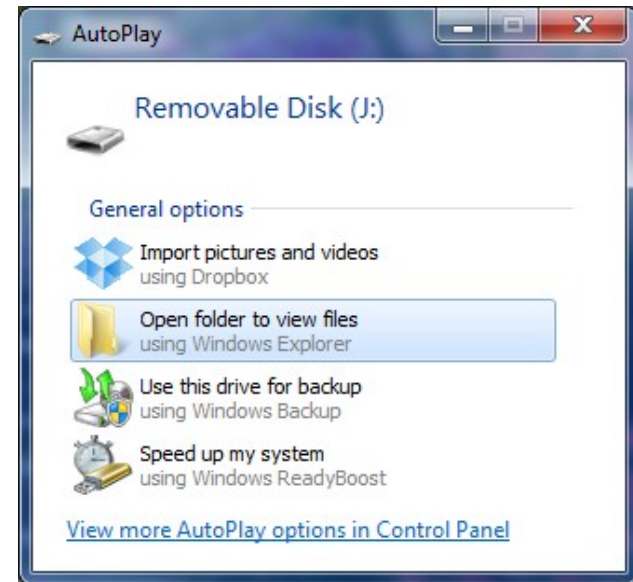 AutoPlay
Removable Disk (J:)
General options
Import pictures and videos
using Dropbox
Open folder to view files
using Windows Explorer
Use this drive for backup
using Windows Backup
Speed up my system
using Windows ReadyBoost
View more AutoPlay options in Control Panel